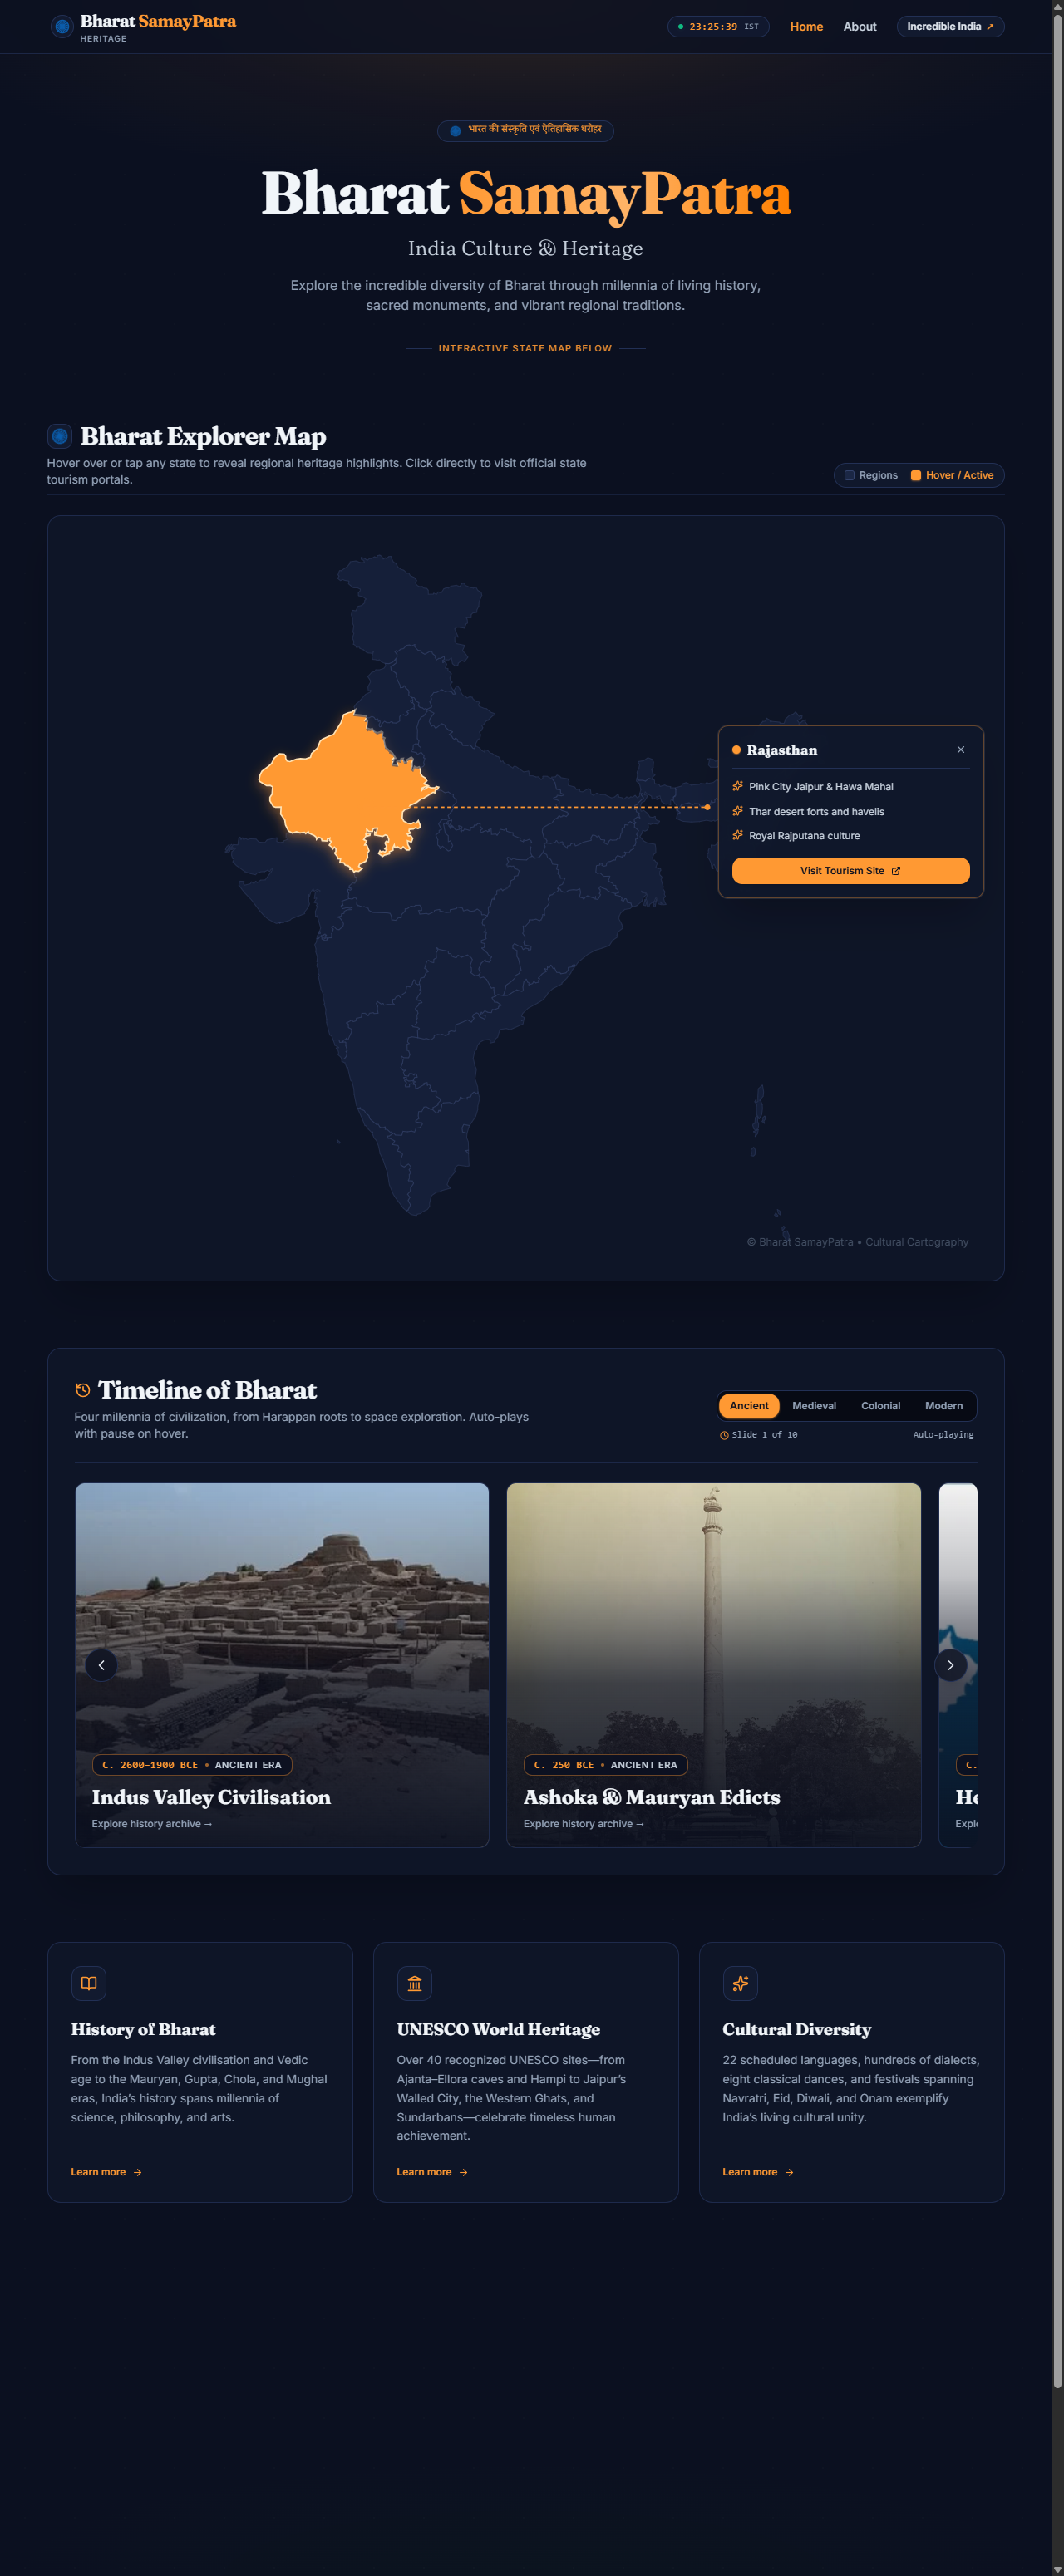 Bharat SamayPatra
HERITAGE
23:25:39 IST
Home
About
Incredible India ↗
भारत की संस्कृति एवं ऐतिहासिक धरोहर
Bharat SamayPatra
India Culture & Heritage
Explore the incredible diversity of Bharat through millennia of living history,
sacred monuments, and vibrant regional traditions.
INTERACTIVE STATE MAP BELOW
Bharat Explorer Map
Hover over or tap any state to reveal regional heritage highlights. Click directly to visit official state
tourism portals.
Regions
Hover / Active
Rajasthan
Pink City Jaipur & Hawa Mahal
Thar desert forts and havelis
Royal Rajputana culture
Visit Tourism Site
© Bharat SamayPatra • Cultural Cartography
Timeline of Bharat
Four millennia of civilization, from Harappan roots to space exploration. Auto-plays
with pause on hover.
Ancient
Medieval
Colonial
Modern
Slide 1 of 10
Auto-playing
C. 2600–1900 BCE • ANCIENT ERA
Indus Valley Civilisation
Explore history archive →
C. 250 BCE • ANCIENT ERA
Ashoka & Mauryan Edicts
Explore history archive →
C.
He
Expl
History of Bharat
From the Indus Valley civilisation and Vedic
age to the Mauryan, Gupta, Chola, and Mughal
eras, India's history spans millennia of
science, philosophy, and arts.
Learn more →
UNESCO World Heritage
Over 40 recognized UNESCO sites—from
Ajanta–Ellora caves and Hampi to Jaipur's
Walled City, the Western Ghats, and
Sundarbans—celebrate timeless human
achievement.
Learn more →
Cultural Diversity
22 scheduled languages, hundreds of dialects,
eight classical dances, and festivals spanning
Navratri, Eid, Diwali, and Onam exemplify
India's living cultural unity.
Learn more →